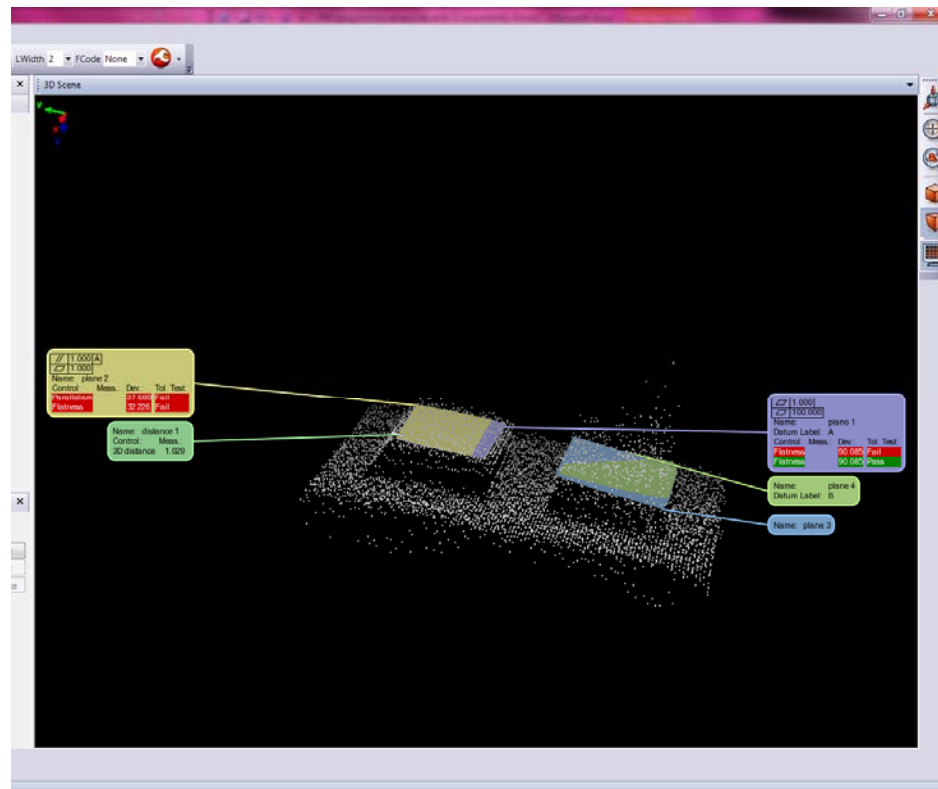 LWidth 2 FCode None
3D Scene
y
x
z
// 1.000 A
1.000
Name: plane 2
Control: Meas.: Dev.: Tol. Test
Parallelism Fail
Flatness 32.226 Fail
Name: distance 1
Control: Meas.:
3D distance 1.029
1.000
100.000
Name: plane 1
Datum Label: A
Control: Meas.: Dev.: Tol. Test
Flatness 90.085 Fail
Flatness 90.085 Pass
Name: plane 4
Datum Label: B
Name: plane 3